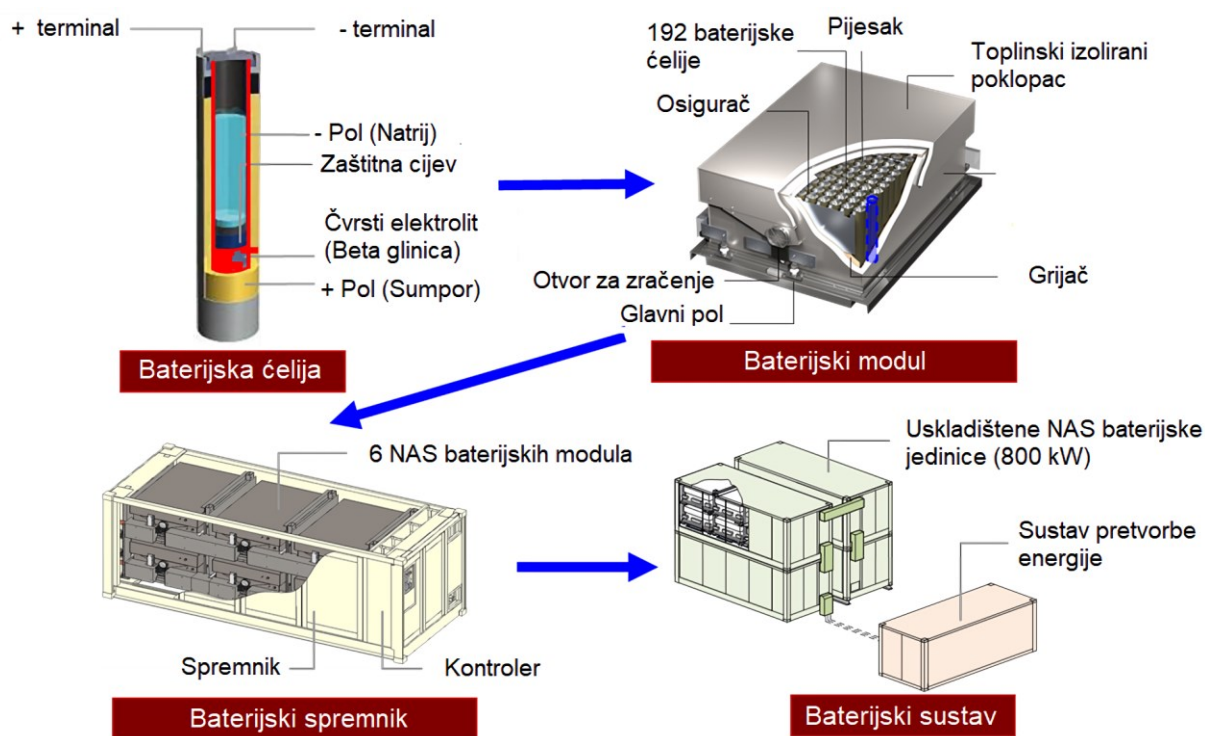 + terminal
- terminal
- Pol (Natrij)
Zaštitna cijev
Čvrsti elektrolit
(Beta glinica)
+ Pol (Sumpor)
Baterijska ćelija
192 baterijske
ćelije
Pijesak
Toplinski izolirani
poklopac
Osigurač
Otvor za zračenje
Grijač
Glavni pol
Baterijski modul
6 NAS baterijskih modula
Spremnik
Kontroler
Baterijski spremnik
Uskladištene NAS baterijske
jedinice (800 kW)
Sustav pretvorbe
energije
Baterijski sustav